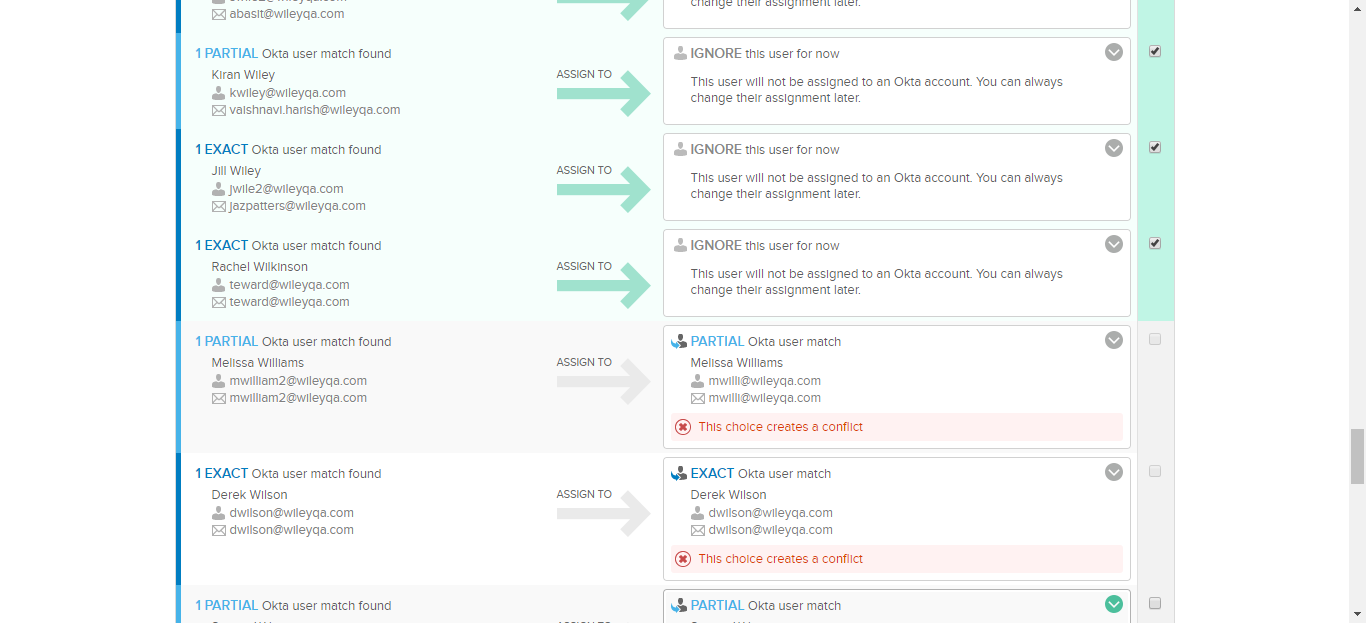 abasit@wileyqa.com
change their assignment later.
1 PARTIAL Okta user match found
Kiran Wiley
kwiley@wileyqa.com
vaishnavi.harish@wileyqa.com
ASSIGN TO
IGNORE this user for now
This user will not be assigned to an Okta account. You can always
change their assignment later.
1 EXACT Okta user match found
Jill Wiley
jwile2@wileyqa.com
jazpatters@wileyqa.com
ASSIGN TO
IGNORE this user for now
This user will not be assigned to an Okta account. You can always
change their assignment later.
1 EXACT Okta user match found
Rachel Wilkinson
teward@wileyqa.com
teward@wileyqa.com
ASSIGN TO
IGNORE this user for now
This user will not be assigned to an Okta account. You can always
change their assignment later.
1 PARTIAL Okta user match found
Melissa Williams
mwilliam2@wileyqa.com
mwilliam2@wileyqa.com
ASSIGN TO
PARTIAL Okta user match
Melissa Williams
mwilli@wileyqa.com
mwilli@wileyqa.com
This choice creates a conflict
1 EXACT Okta user match found
Derek Wilson
dwilson@wileyqa.com
dwilson@wileyqa.com
ASSIGN TO
EXACT Okta user match
Derek Wilson
dwilson@wileyqa.com
dwilson@wileyqa.com
This choice creates a conflict
1 PARTIAL Okta user match found
PARTIAL Okta user match